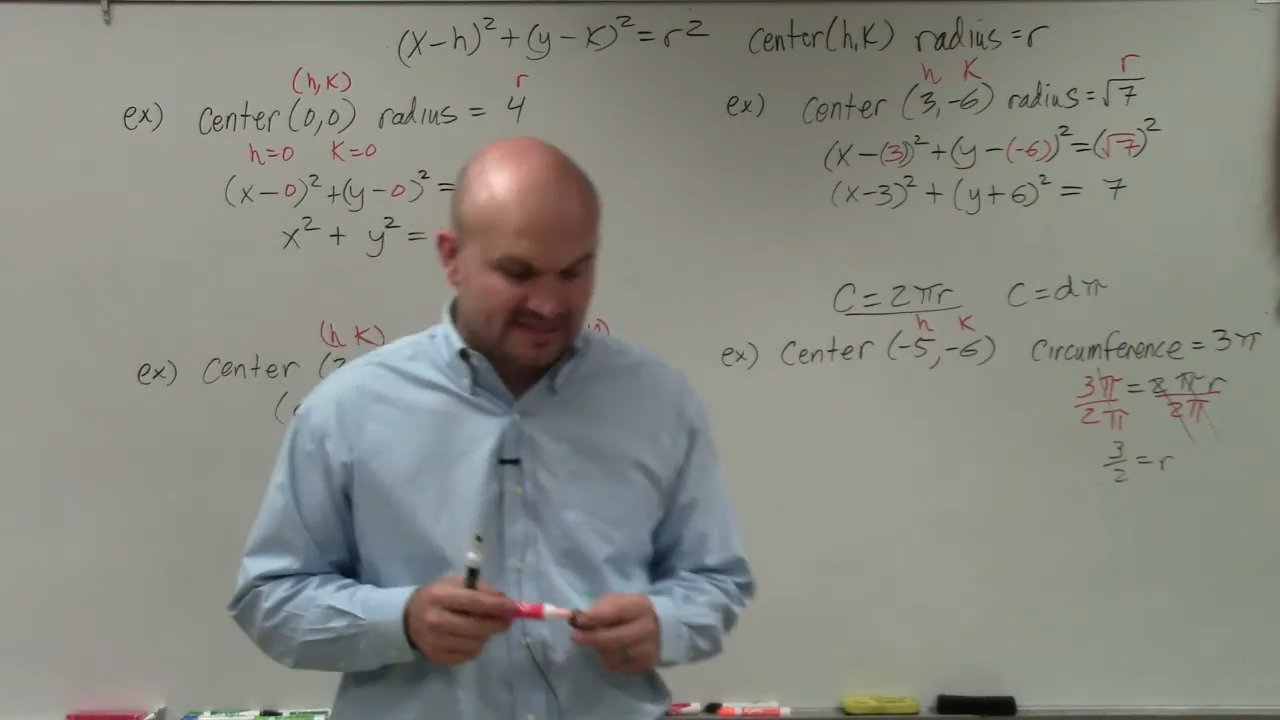 (x-h)²+(y-k)²=r² center(h,k) radius=r
(h,k) r
ex) center(0,0) radius = 4
h=0 k=0
(x-0)²+(y-0)²=
x² + y² =
(h k)
ex) center (
(
h k r
ex) center (3,-6) radius=√7
(x-(3))²+(y-(-6))²=(√7)²
(x-3)²+(y+6)² = 7
C=2πr C=dπ
h k
ex) center (-5,-6) circumference=3π
3π/2π = 2πr/2π
3/2=r